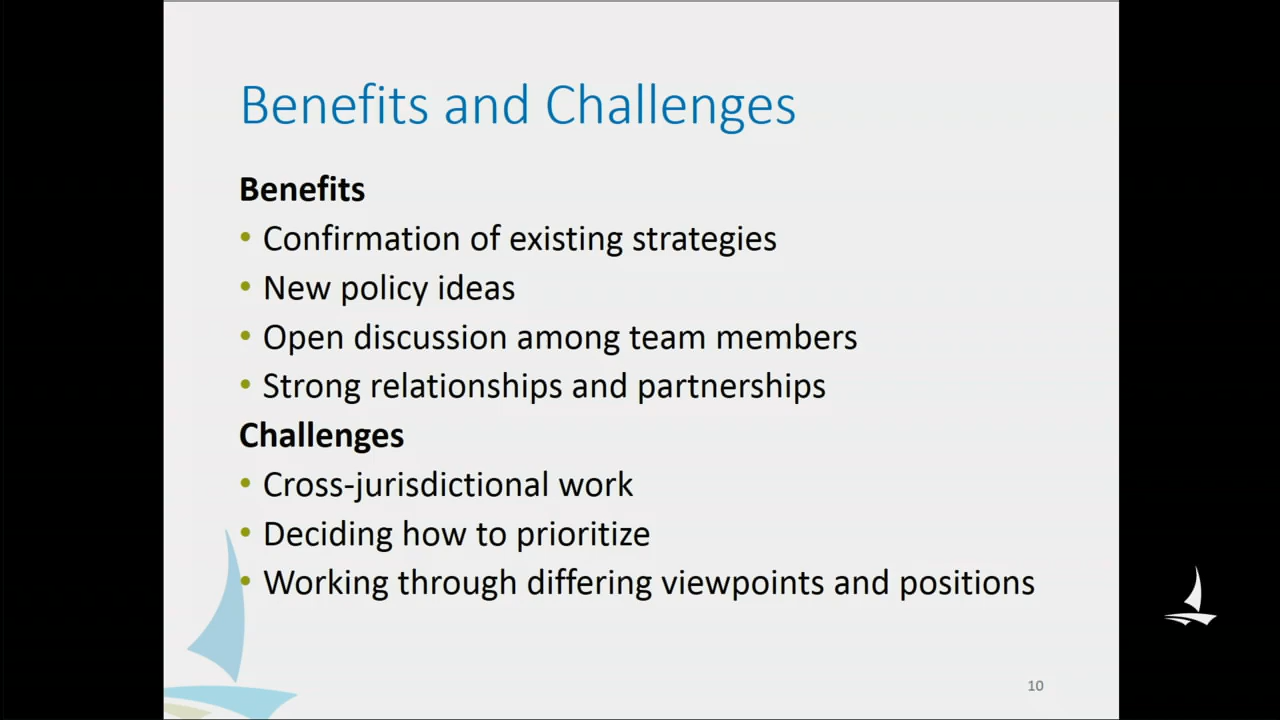 Benefits and Challenges
Benefits
• Confirmation of existing strategies
• New policy ideas
• Open discussion among team members
• Strong relationships and partnerships
Challenges
• Cross-jurisdictional work
• Deciding how to prioritize
• Working through differing viewpoints and positions
10